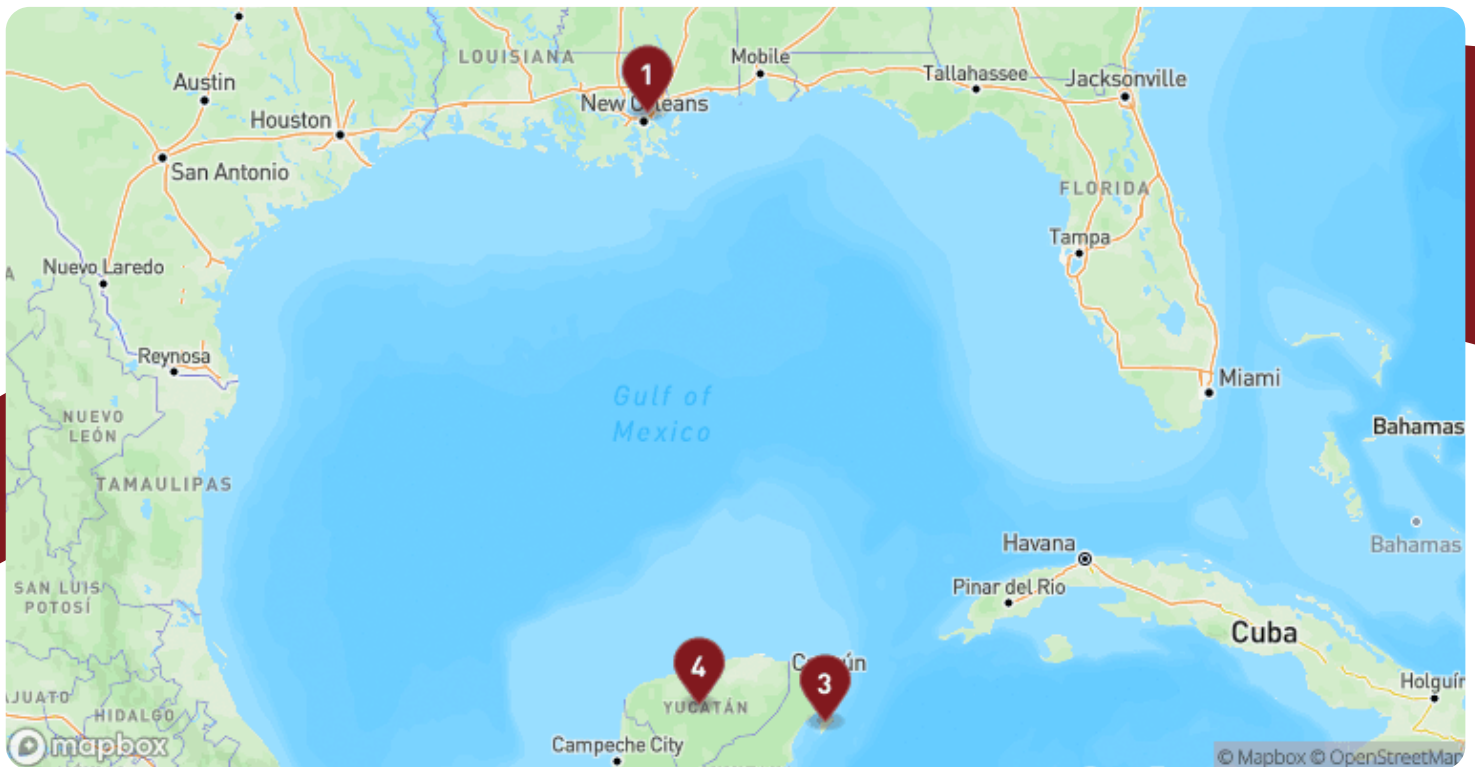 LOUISIANA
1
Mobile
Austin
Tallahassee
Jacksonville
New Orleans
Houston
San Antonio
FLORIDA
Tampa
Nuevo Laredo
Reynosa
Miami
Gulf of
Mexico
NUEVO
LEÓN
Bahamas
TAMAULIPAS
Havana
Bahamas
Pinar del Río
SAN LUIS
POTOSÍ
Cuba
4
3
YUCATÁN
HIDALGO
Campeche City
mapbox
© Mapbox © OpenStreetMap